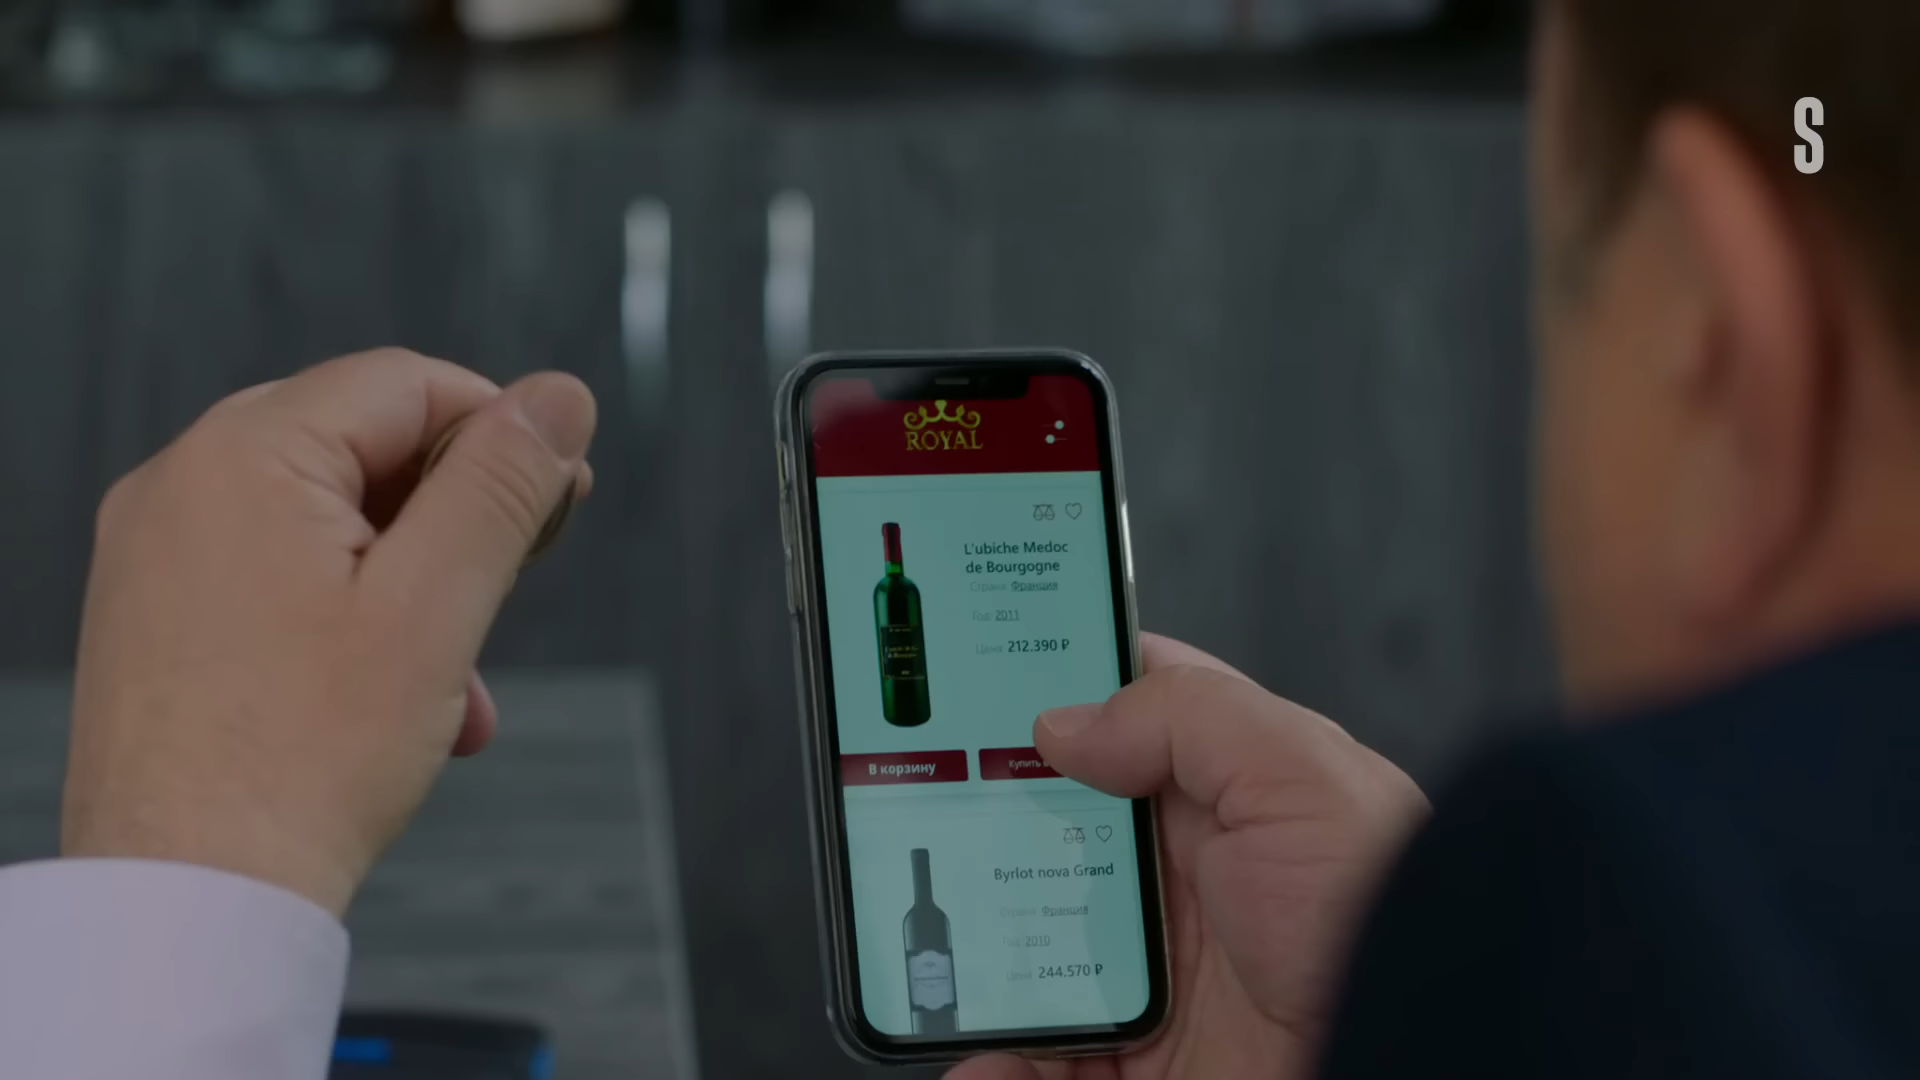 S
ROYAL
L'ubiche Medoc
de Bourgogne
Страна: Франция
Год: 2011
Цена: 212.390 ₽
В корзину
Купить в
Byrlot nova Grand
Страна: Франция
Год: 2010
Цена: 244.570 ₽